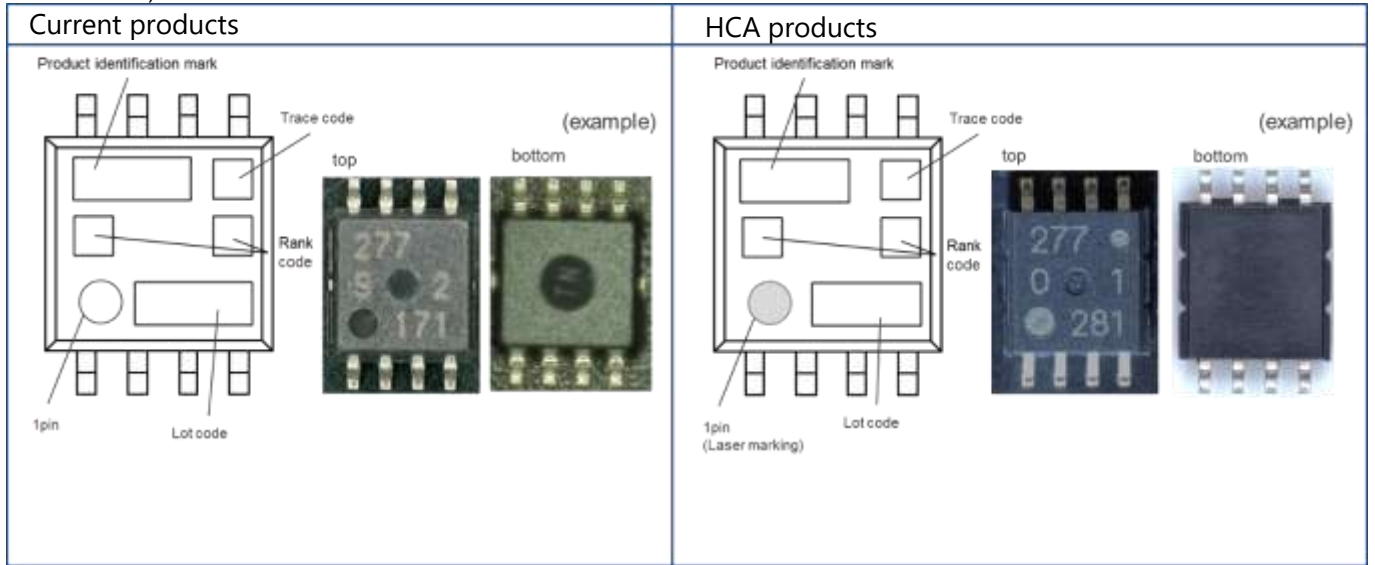 Current products
Product identification mark
Trace code
(example)
top
bottom
277
S 2
171
Rank
code
1pin
Lot code
HCA products
Product identification mark
Trace code
(example)
top
bottom
277
0 1
281
Rank
code
1pin
(Laser marking)
Lot code